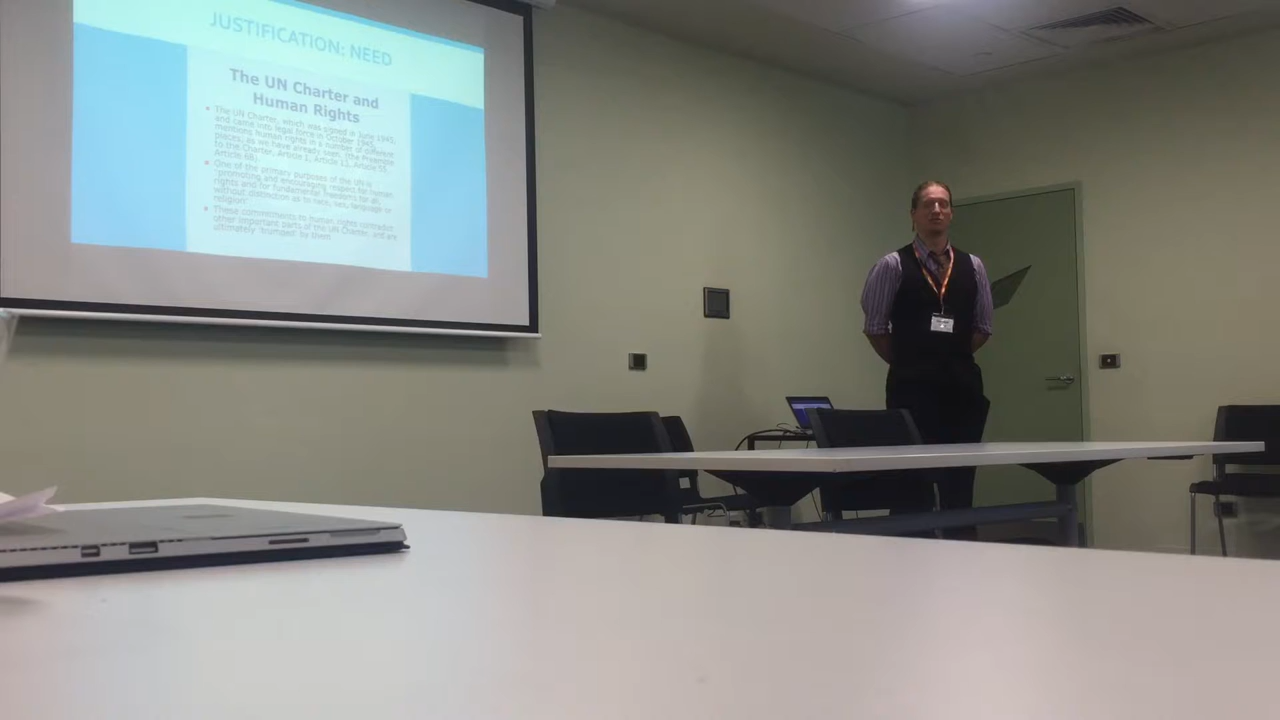 JUSTIFICATION: NEED
The UN Charter and
Human Rights
• The UN Charter, which was signed in June 1945,
and came into legal force in October 1945,
mentions human rights in a number of different
places, as we have already seen, (the Preamble
to the Charter, Article 1, Article 13, Article 55,
Article 68).
• One of the primary purposes of the UN is
'promoting and encouraging respect for human
rights and for fundamental freedoms for all,
without distinction as to race, sex, language or
religion'
• These commitments to human rights contradict
other important parts of the UN Charter, and are
ultimately 'bumped' by them